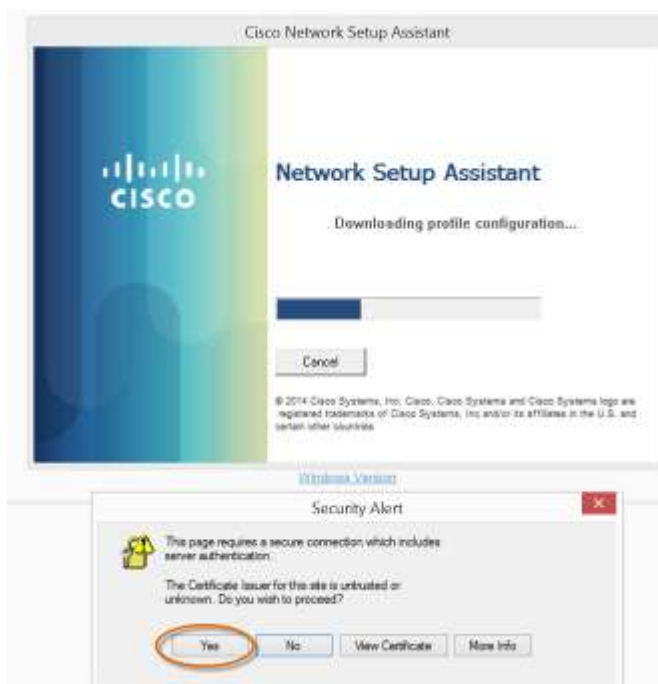 Cisco Network Setup Assistant
CISCO
Network Setup Assistant
Downloading profile configuration...
Cancel
© 2014 Cisco Systems, Inc. Cisco, Cisco Systems and Cisco Systems logo are
registered trademarks of Cisco Systems, Inc and/or its affiliates in the U.S. and
certain other countries
Windows Version
Security Alert
This page requires a secure connection which includes
server authentication.
The Certificate Issuer for this site is untrusted or
unknown. Do you wish to proceed?
Yes No View Certificate More Info